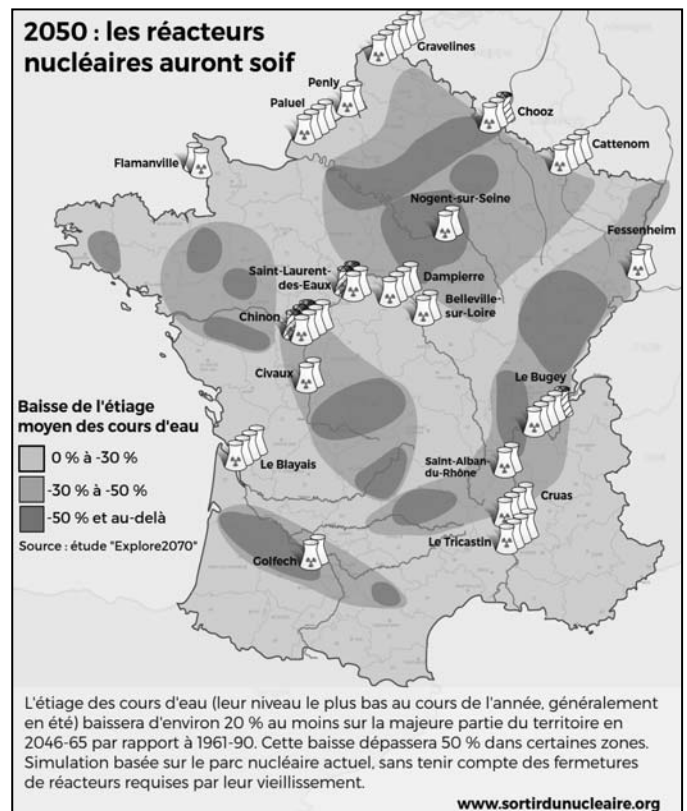 2050 : les réacteurs
nucléaires auront soif
Gravelines
Penly
Paluel
Chooz
Cattenom
Flamanville
Nogent-sur-Seine
Fessenheim
Saint-Laurent-
des-Eaux
Dampierre
Belleville-
sur-Loire
Chinon
Civaux
Le Bugey
Baisse de l'étiage
moyen des cours d'eau
0 % à -30 %
-30 % à -50 %
-50 % et au-delà
Source : étude "Explore2070"
Le Blayais
Saint-Alban-
du-Rhône
Cruas
Le Tricastin
Golfech
L'étiage des cours d'eau (leur niveau le plus bas au cours de l'année, généralement
en été) baissera d'environ 20 % au moins sur la majeure partie du territoire en
2046-65 par rapport à 1961-90. Cette baisse dépassera 50 % dans certaines zones.
Simulation basée sur le parc nucléaire actuel, sans tenir compte des fermetures
de réacteurs requises par leur vieillissement.
www.sortirdunucleaire.org